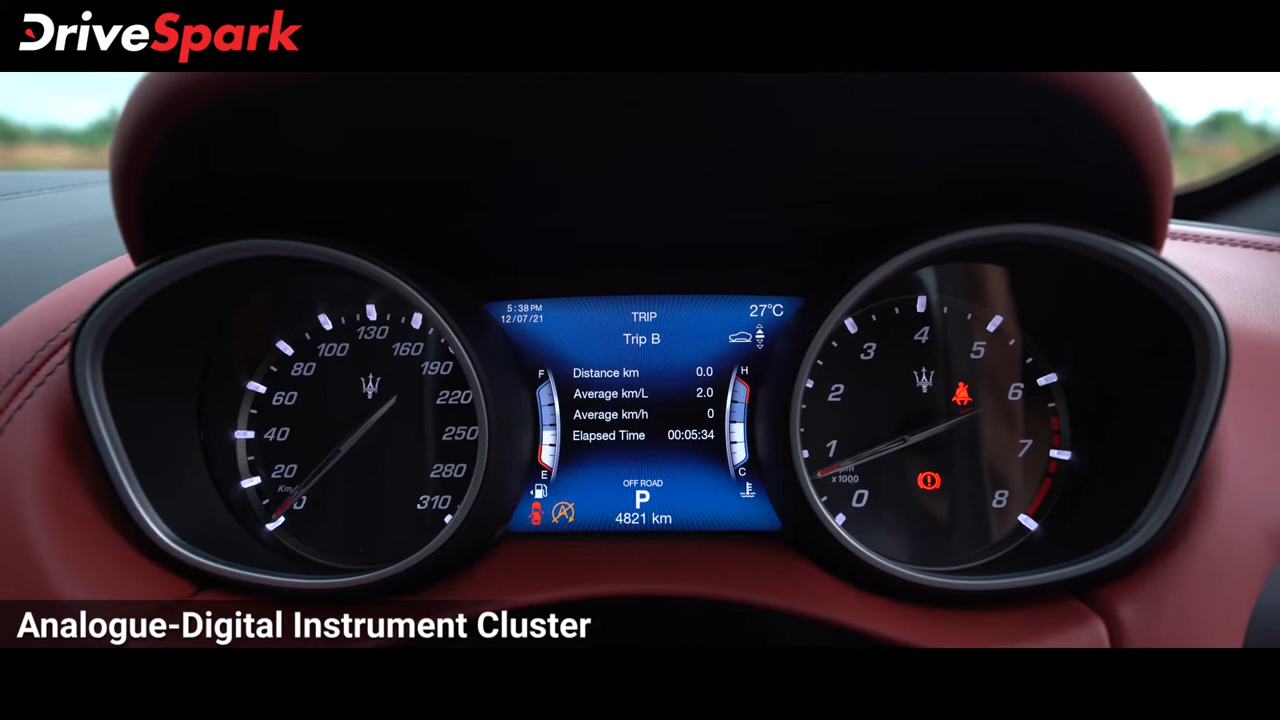 DriveSpark
0
20
40
60
80
100
130
160
190
220
250
280
310
Km/h
5:38 PM
12/07/21
TRIP
27°C
Trip B
F
H
Distance km 0.0
Average km/L 2.0
Average km/h 0
Elapsed Time 00:05:34
E
C
OFF ROAD
P
A
4821 km
0
1
2
3
4
5
6
7
8
x1000
Analogue-Digital Instrument Cluster